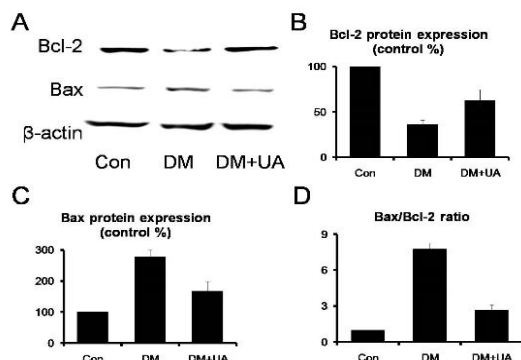 A
Bcl-2
Bax
β-actin
Con DM DM+UA
B
Bcl-2 protein expression
(control %)
100
50
0
Con DM DM+UA
C
Bax protein expression
(control %)
300
200
100
0
Con DM DM+UA
D
Bax/Bcl-2 ratio
9
6
3
0
Con DM DM+UA